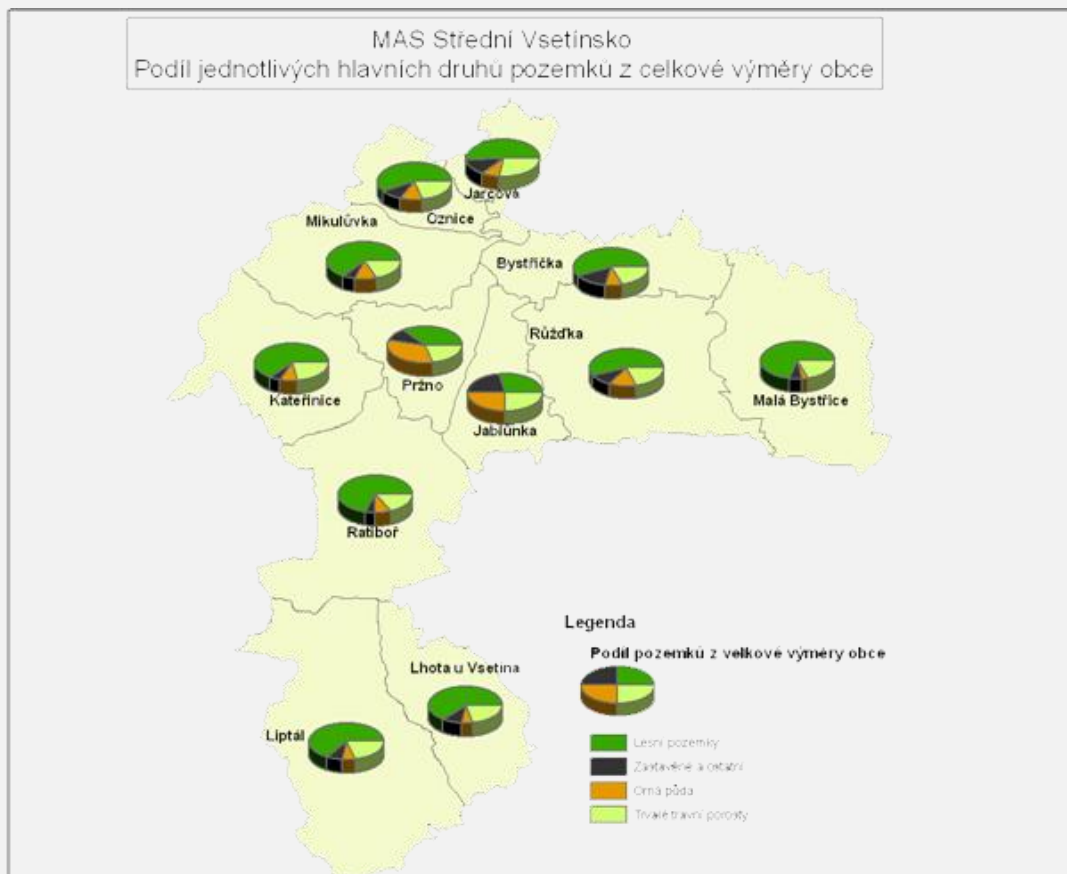 MAS Střední Vsetínsko
Podíl jednotlivých hlavních druhů pozemků z celkové výměry obce
Jarcová
Oznice
Mikulůvka
Bystřička
Růžďka
Pržno
Kateřinice
Malá Bystřice
Jablůnka
Ratiboř
Lhota u Vsetína
Liptál
Legenda
Podíl pozemků z velkové výměry obce
Lesní pozemky
Zastavěné a ostatní
Orná půda
Trvalé travní porosty